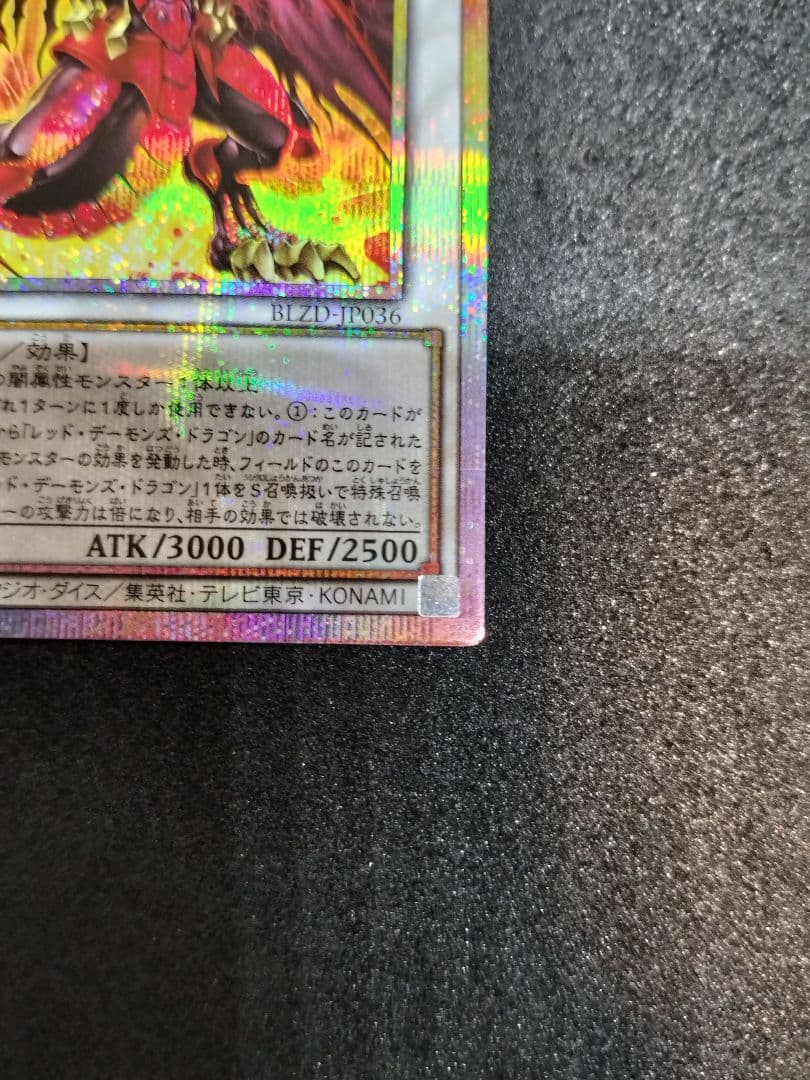 BLZD-JP036
／効果】
闇属性モンスター1体以上
れ1ターンに1度しか使用できない。①：このカードが
から「レッド・デーモンズ・ドラゴン」のカード名が記された
モンスターの効果を発動した時、フィールドのこのカードを
ド・デーモンズ・ドラゴン」1体をS召喚扱いで特殊召喚
ーの攻撃力は倍になり、相手の効果では破壊されない。
ATK/3000 DEF/2500
ジオ・ダイス／集英社・テレビ東京・KONAMI